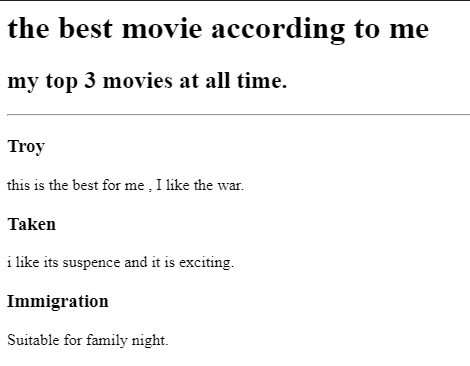 the best movie according to me
my top 3 movies at all time.
Troy
this is the best for me , I like the war.
Taken
i like its suspence and it is exciting.
Immigration
Suitable for family night.